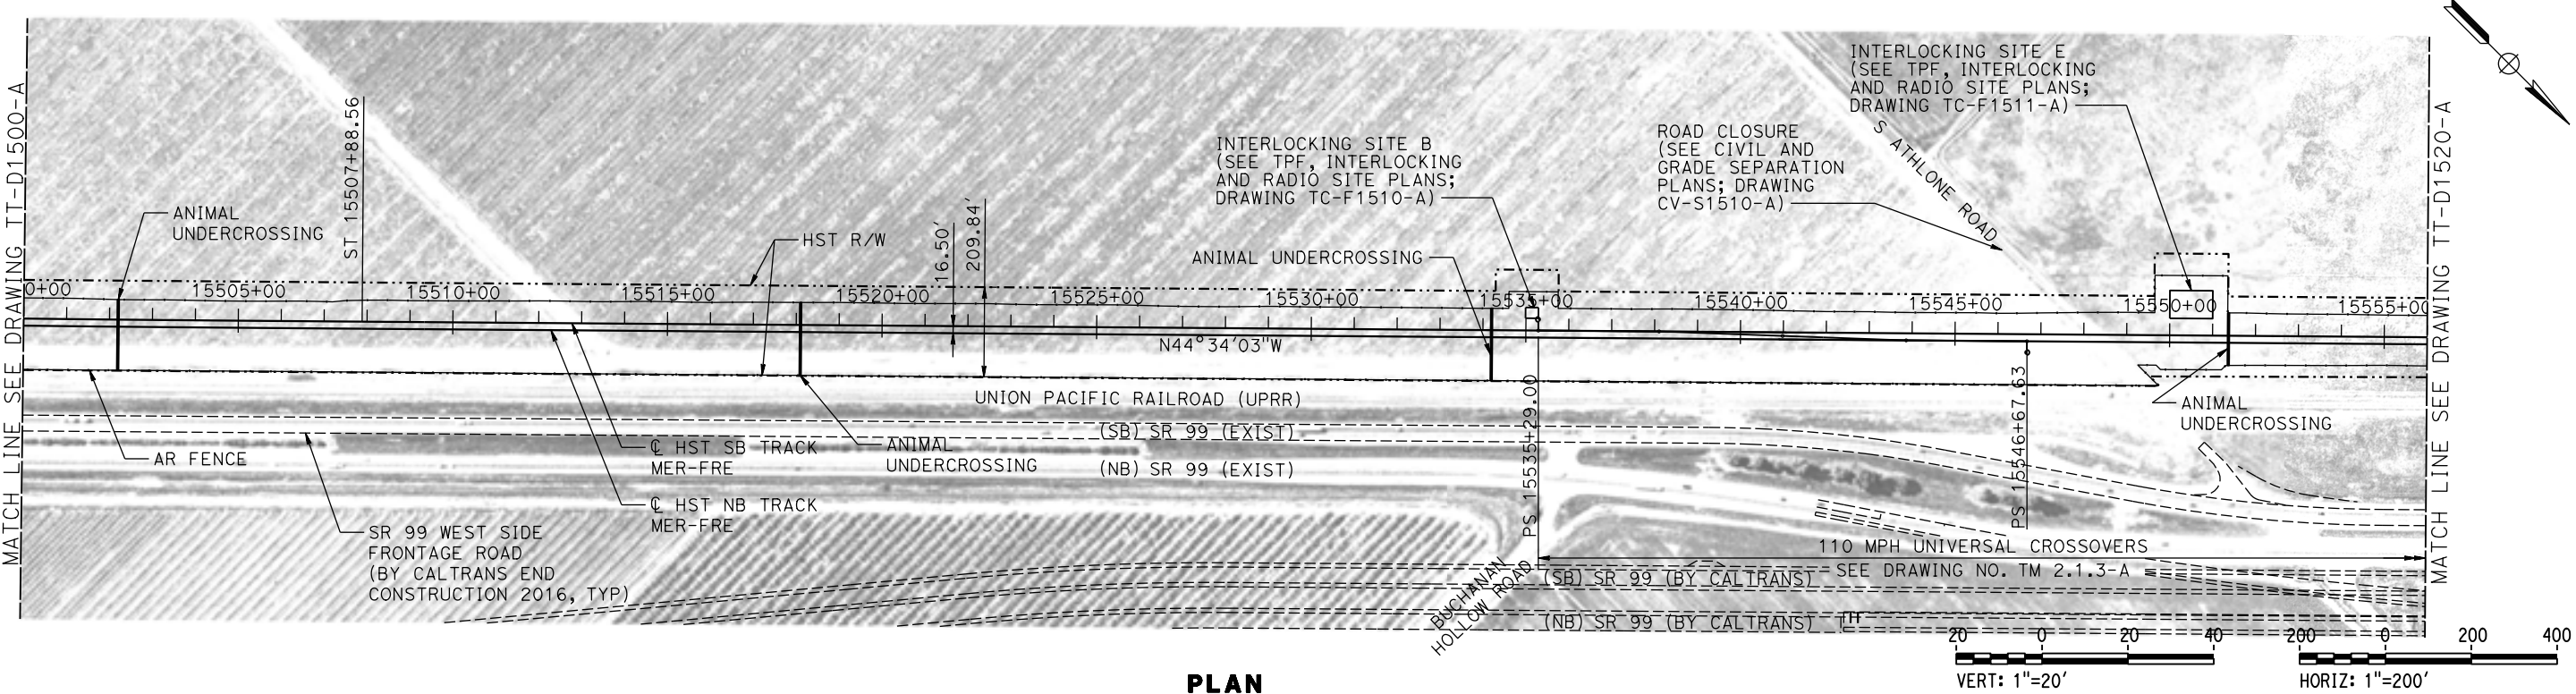 MATCH LINE SEE DRAWING TT-D1500-A
ANIMAL
UNDERCROSSING
ST 15507+88.56
HST R/W
16.50'
209.84'
INTERLOCKING SITE B
(SEE TPF, INTERLOCKING
AND RADIO SITE PLANS;
DRAWING TC-F1510-A)
ANIMAL UNDERCROSSING
ROAD CLOSURE
(SEE CIVIL AND
GRADE SEPARATION
PLANS; DRAWING
CV-S1510-A)
S ATHLONE ROAD
INTERLOCKING SITE E
(SEE TPF, INTERLOCKING
AND RADIO SITE PLANS;
DRAWING TC-F1511-A)
MATCH LINE SEE DRAWING TT-D1520-A
0+00
15505+00
15510+00
15515+00
15520+00
15525+00
15530+00
15535+00
15540+00
15545+00
15550+00
15555+00
N44°34'03"W
UNION PACIFIC RAILROAD (UPRR)
(SB) SR 99 (EXIST)
(NB) SR 99 (EXIST)
AR FENCE
℄ HST SB TRACK
MER-FRE
℄ HST NB TRACK
MER-FRE
ANIMAL
UNDERCROSSING
SR 99 WEST SIDE
FRONTAGE ROAD
(BY CALTRANS END
CONSTRUCTION 2016, TYP)
PS 15535+29.00
PS 15546+67.63
ANIMAL
UNDERCROSSING
110 MPH UNIVERSAL CROSSOVERS
SEE DRAWING NO. TM 2.1.3-A
BUCHANAN
HOLLOW ROAD
(SB) SR 99 (BY CALTRANS)
(NB) SR 99 (BY CALTRANS)
20 0 20 40
VERT: 1"=20'
200 0 200 400
HORIZ: 1"=200'
PLAN